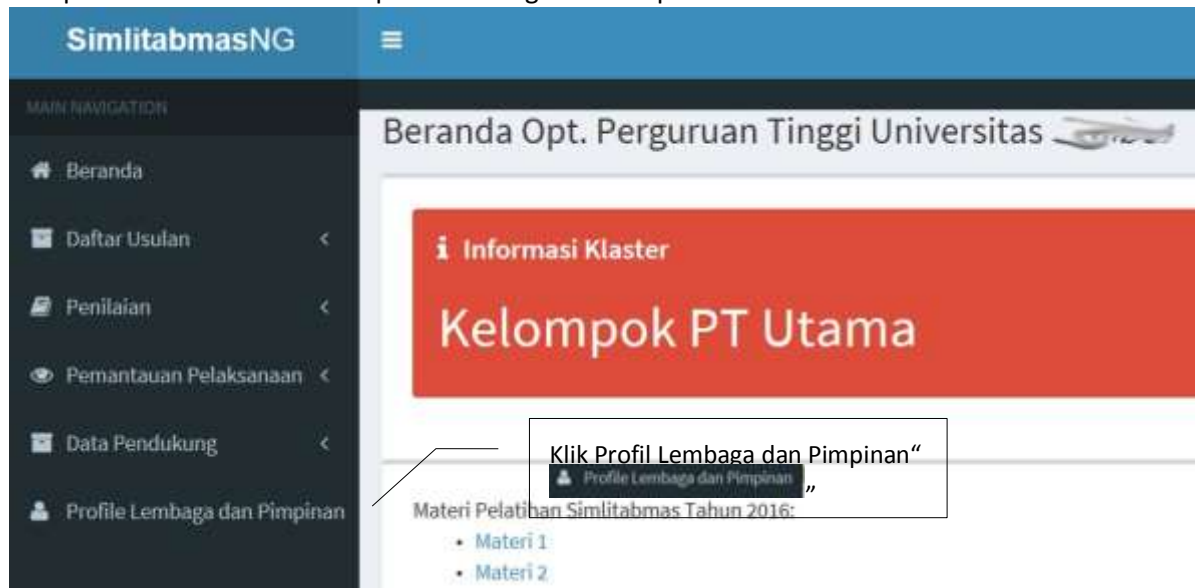 SimlitabmasNG
MAIN NAVIGATION
Beranda
Daftar Usulan
Penilaian
Pemantauan Pelaksanaan
Data Pendukung
Profile Lembaga dan Pimpinan
Beranda Opt. Perguruan Tinggi Universitas
i Informasi Klaster
Kelompok PT Utama
Klik Profil Lembaga dan Pimpinan“
Profile Lembaga dan Pimpinan
”
Materi Pelatihan Simlitabmas Tahun 2016:
• Materi 1
• Materi 2